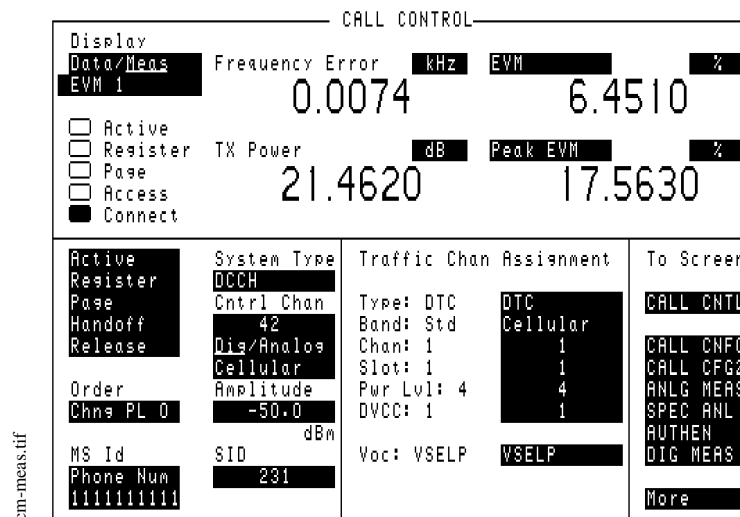 CALL CONTROL
Display
Data/Meas
EVM 1
Frequency Error kHz
0.0074
EVM %
6.4510
Active
Register
Page
Access
Connect
TX Power dB
21.4620
Peak EVM %
17.5630
Active
Register
Page
Handoff
Release
Order
Chng PL 0
MS Id
Phone Num
1111111111
System Type
DCCH
Cntrl Chan
42
Dig/Analog
Cellular
Amplitude
-50.0
dBm
SID
231
Traffic Chan Assignment
Type: DTC DTC
Band: Std Cellular
Chan: 1 1
Slot: 1 1
Pwr Lvl: 4 4
DVCC: 1 1
Voc: VSELP VSELP
To Screen
CALL CNTL
CALL CNFG
CALL CFG2
ANLG MEAS
SPEC ANL
AUTHEN
DIG MEAS
More
cm-meas.tif